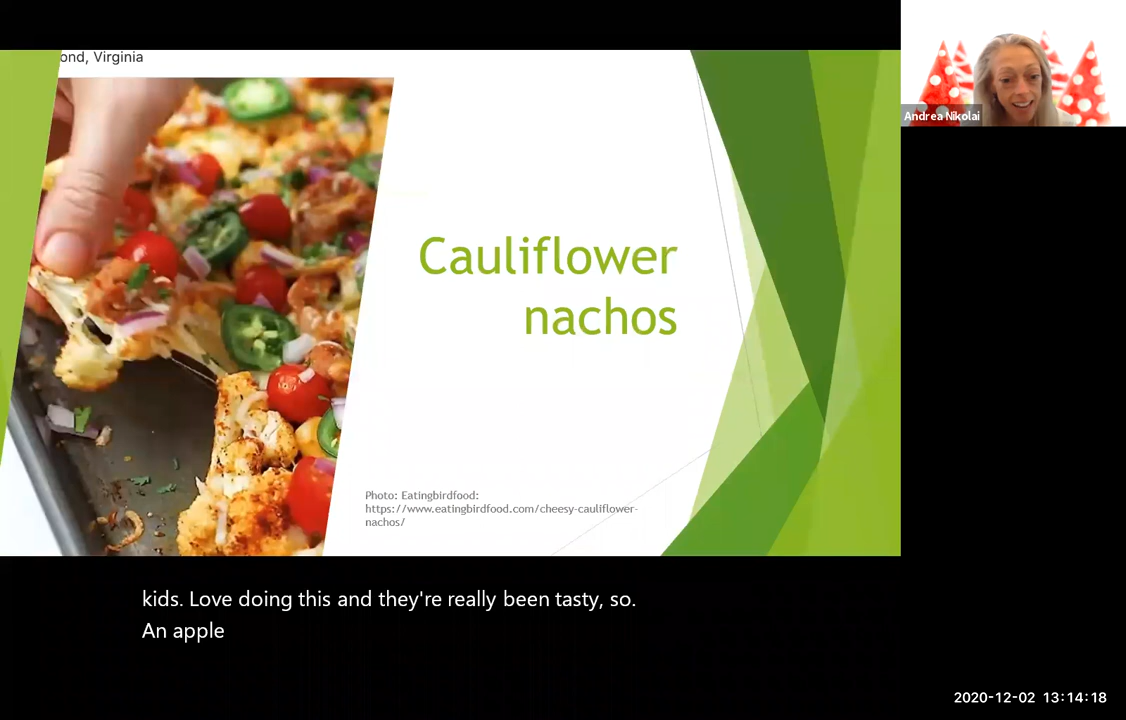 ond, Virginia
Andrea Nikolai
Cauliflower
nachos
Photo: Eatingbirdfood:
https://www.eatingbirdfood.com/cheesy-cauliflower-
nachos/
kids. Love doing this and they're really been tasty, so.
An apple
2020-12-02 13:14:18